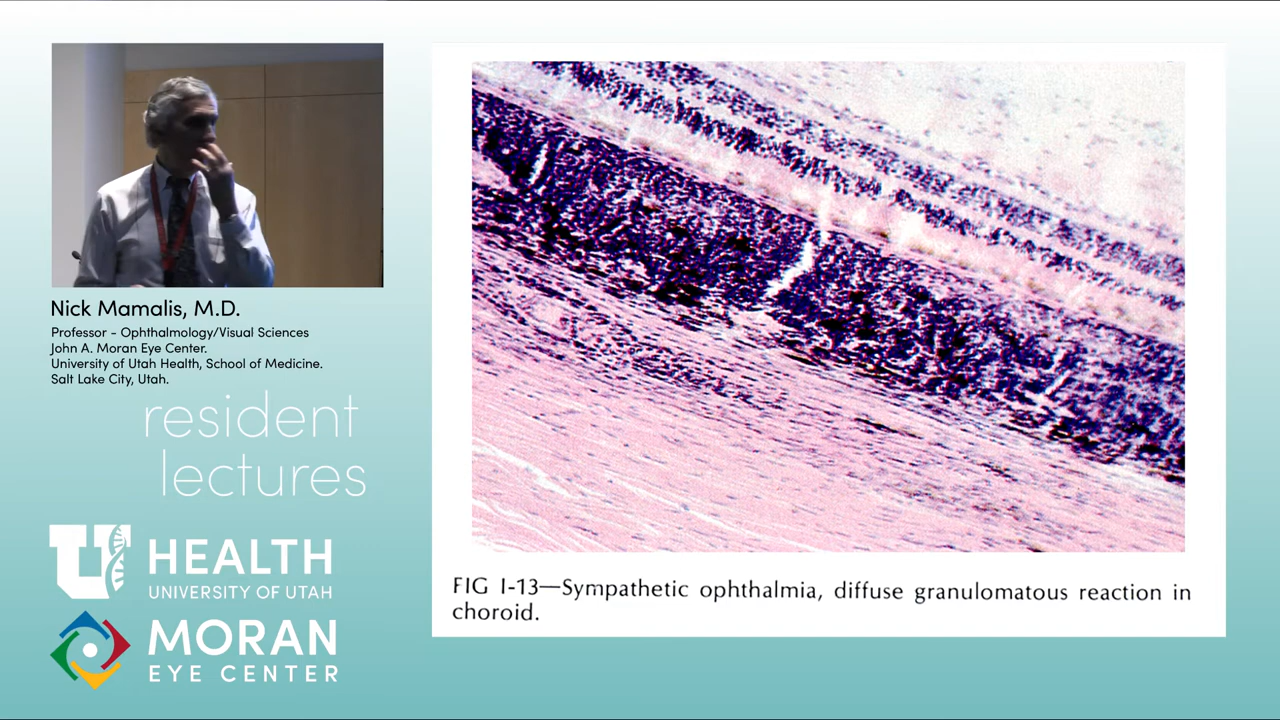 Nick Mamalis, M.D.
Professor - Ophthalmology/Visual Sciences
John A. Moran Eye Center.
University of Utah Health, School of Medicine.
Salt Lake City, Utah.
resident
lectures
U HEALTH
UNIVERSITY OF UTAH
MORAN
EYE CENTER
FIG I-13—Sympathetic ophthalmia, diffuse granulomatous reaction in
choroid.